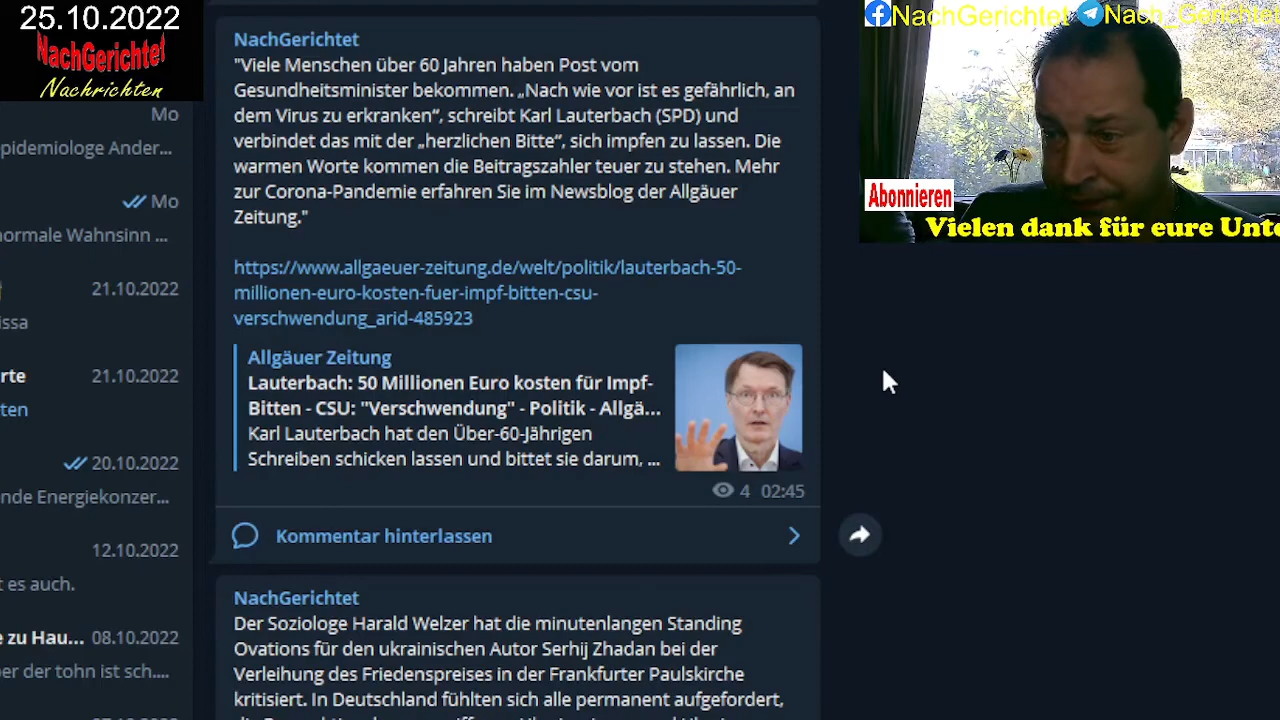 25.10.2022
NachGerichtet
Nachrichten
Mo
pidemiologe Ander...
Mo
normale Wahnsinn ...
21.10.2022
issa
rte
21.10.2022
ten
20.10.2022
nde Energiekonzer...
12.10.2022
t es auch.
e zu Hau... 08.10.2022
er der tohn ist sch....
NachGerichtet
"Viele Menschen über 60 Jahren haben Post vom
Gesundheitsminister bekommen. „Nach wie vor ist es gefährlich, an
dem Virus zu erkranken“, schreibt Karl Lauterbach (SPD) und
verbindet das mit der „herzlichen Bitte“, sich impfen zu lassen. Die
warmen Worte kommen die Beitragszahler teuer zu stehen. Mehr
zur Corona-Pandemie erfahren Sie im Newsblog der Allgäuer
Zeitung."
https://www.allgaeuer-zeitung.de/welt/politik/lauterbach-50-
millionen-euro-kosten-fuer-impf-bitten-csu-
verschwendung_arid-485923
Allgäuer Zeitung
Lauterbach: 50 Millionen Euro kosten für Impf-
Bitten - CSU: "Verschwendung" - Politik - Allgä...
Karl Lauterbach hat den Über-60-Jährigen
Schreiben schicken lassen und bittet sie darum, ...
4 02:45
Kommentar hinterlassen
NachGerichtet
Der Soziologe Harald Welzer hat die minutenlangen Standing
Ovations für den ukrainischen Autor Serhij Zhadan bei der
Verleihung des Friedenspreises in der Frankfurter Paulskirche
kritisiert. In Deutschland fühlten sich alle permanent aufgefordert,
NachGerichtet Nach_Gerichtet
Abonnieren
Vielen dank für eure Unte